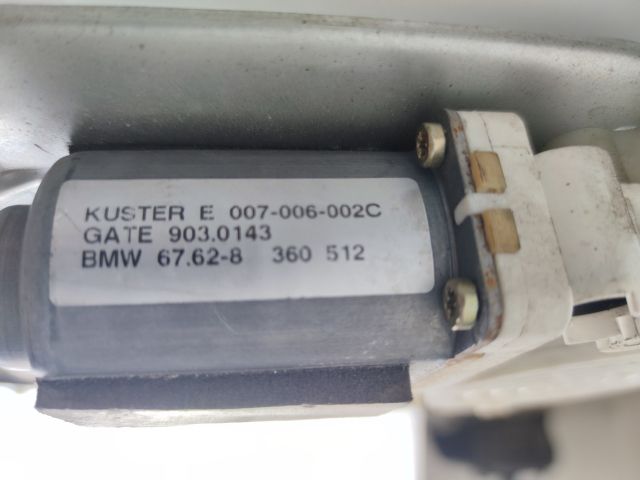 KUSTER E 007-006-002C
GATE 903.0143
BMW 67.62-8 360 512